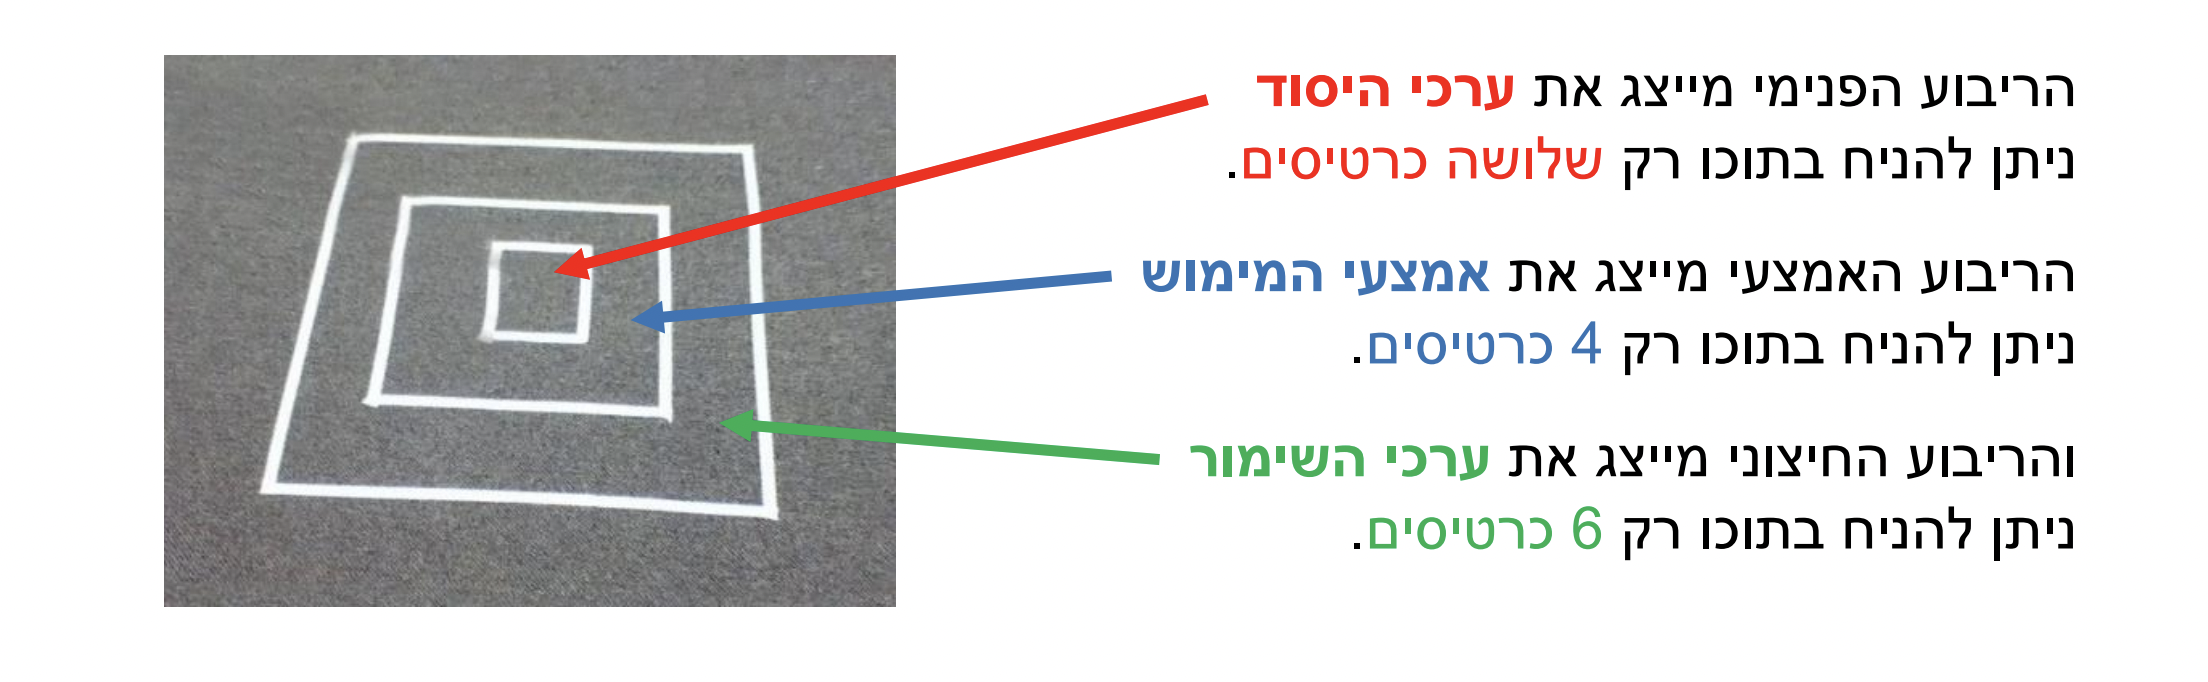 הריבוע הפנימי מייצג את ערכי היסוד
ניתן להניח בתוכו רק שלושה כרטיסים.
הריבוע האמצעי מייצג את אמצעי המימוש
ניתן להניח בתוכו רק 4 כרטיסים.
והריבוע החיצוני מייצג את ערכי השימור
ניתן להניח בתוכו רק 6 כרטיסים.